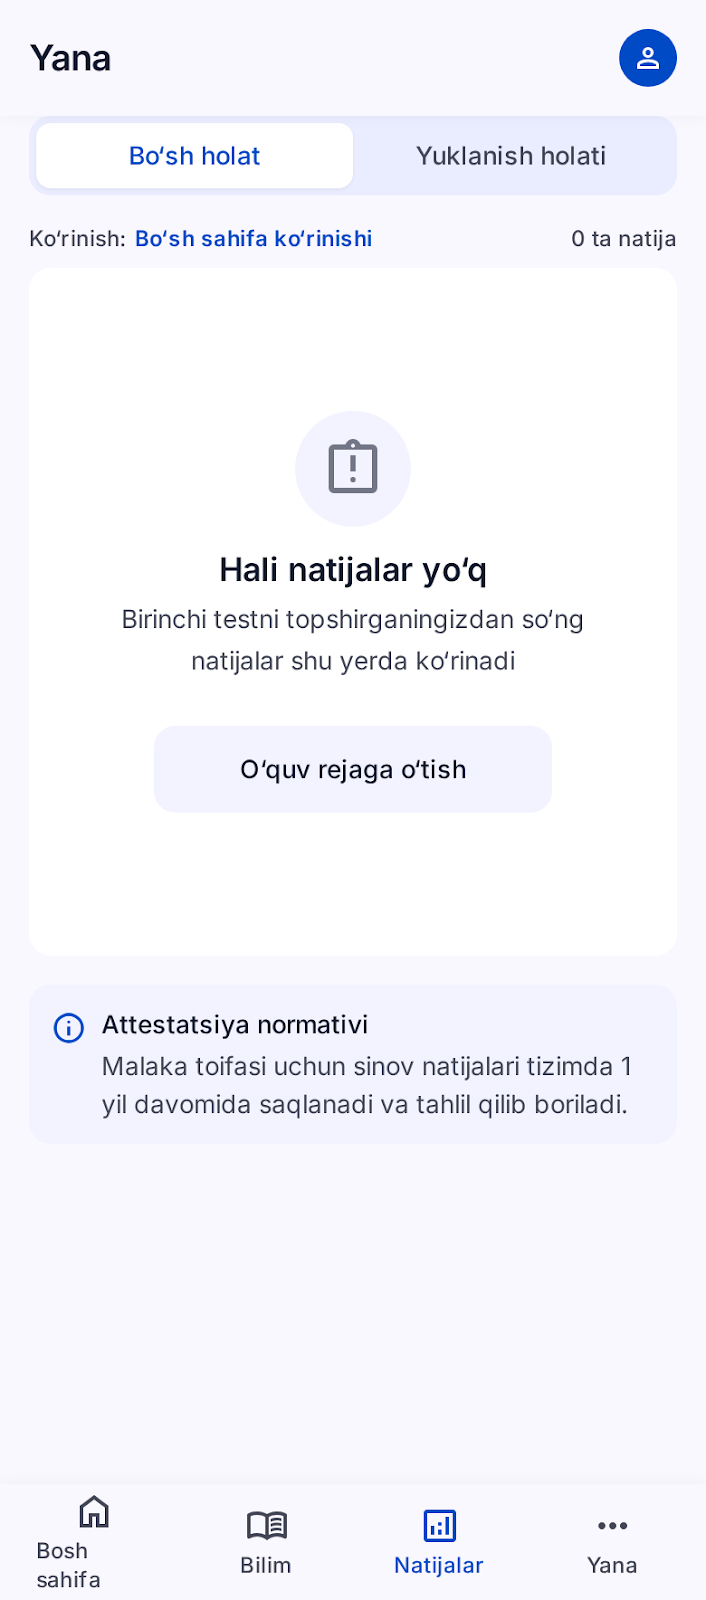 Yana
Bo‘sh holat
Yuklanish holati
Ko‘rinish: Bo‘sh sahifa ko‘rinishi
0 ta natija
Hali natijalar yo‘q
Birinchi testni topshirganingizdan so‘ng
natijalar shu yerda ko‘rinadi
O‘quv rejaga o‘tish
Attestatsiya normativi
Malaka toifasi uchun sinov natijalari tizimda 1
yil davomida saqlanadi va tahlil qilib boriladi.
Bosh
sahifa
Bilim
Natijalar
Yana